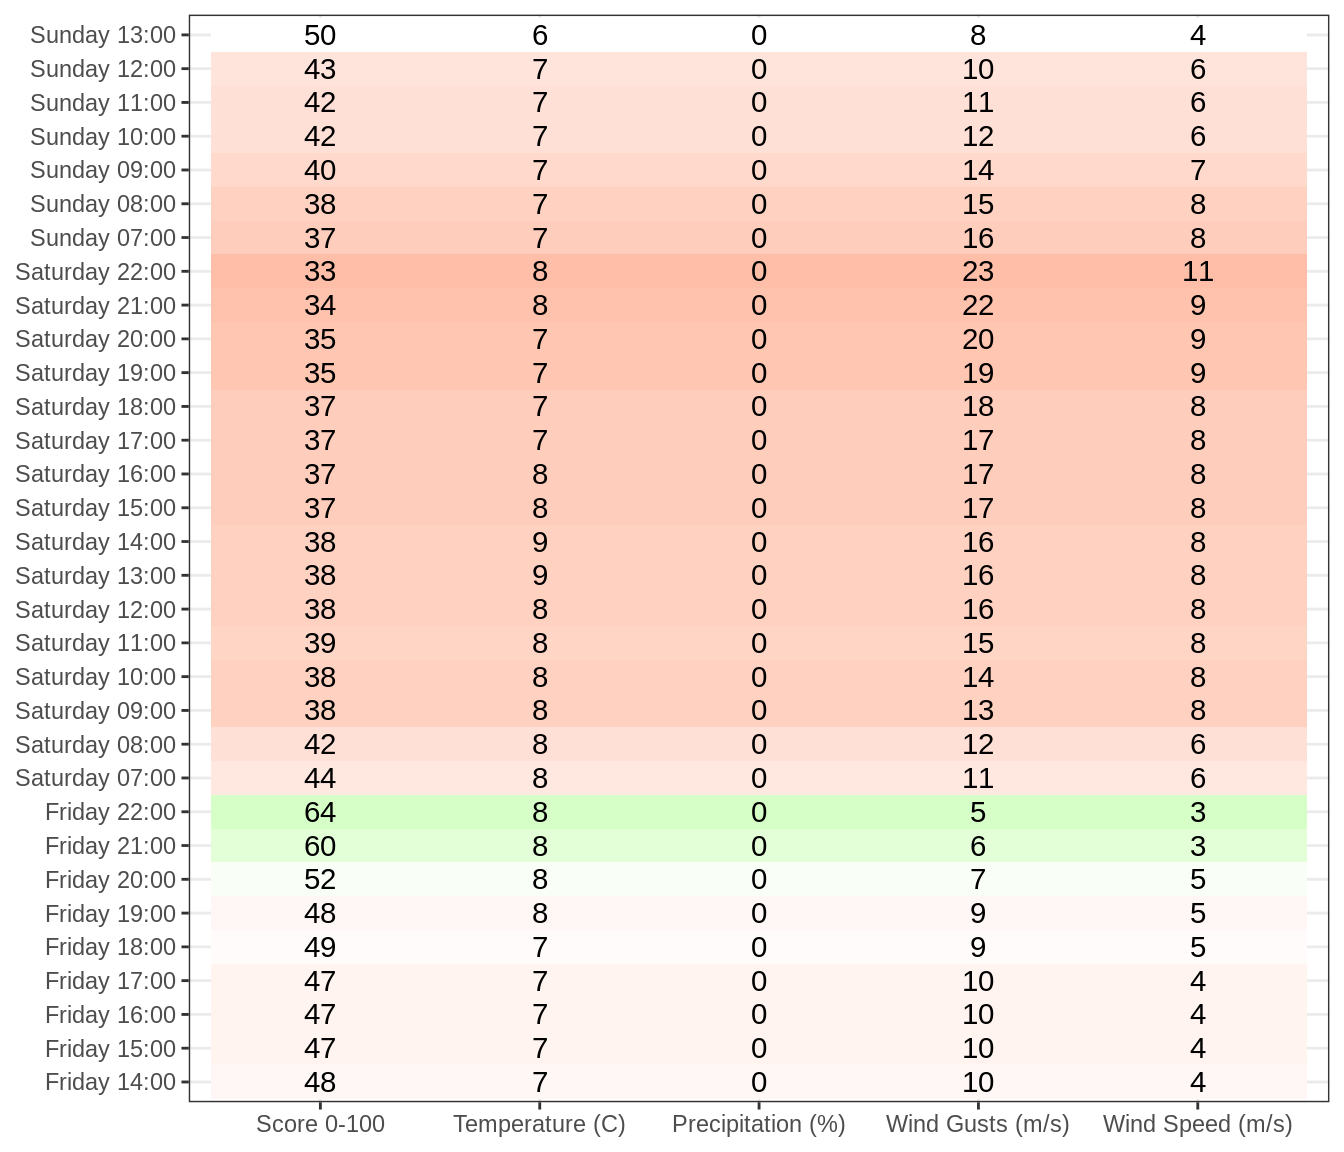 Sunday 13:00 50 6 0 8 4
Sunday 12:00 43 7 0 10 6
Sunday 11:00 42 7 0 11 6
Sunday 10:00 42 7 0 12 6
Sunday 09:00 40 7 0 14 7
Sunday 08:00 38 7 0 15 8
Sunday 07:00 37 7 0 16 8
Saturday 22:00 33 8 0 23 11
Saturday 21:00 34 8 0 22 9
Saturday 20:00 35 7 0 20 9
Saturday 19:00 35 7 0 19 9
Saturday 18:00 37 7 0 18 8
Saturday 17:00 37 7 0 17 8
Saturday 16:00 37 8 0 17 8
Saturday 15:00 37 8 0 17 8
Saturday 14:00 38 9 0 16 8
Saturday 13:00 38 9 0 16 8
Saturday 12:00 38 8 0 16 8
Saturday 11:00 39 8 0 15 8
Saturday 10:00 38 8 0 14 8
Saturday 09:00 38 8 0 13 8
Saturday 08:00 42 8 0 12 6
Saturday 07:00 44 8 0 11 6
Friday 22:00 64 8 0 5 3
Friday 21:00 60 8 0 6 3
Friday 20:00 52 8 0 7 5
Friday 19:00 48 8 0 9 5
Friday 18:00 49 7 0 9 5
Friday 17:00 47 7 0 10 4
Friday 16:00 47 7 0 10 4
Friday 15:00 47 7 0 10 4
Friday 14:00 48 7 0 10 4
Score 0-100 Temperature (C) Precipitation (%) Wind Gusts (m/s) Wind Speed (m/s)